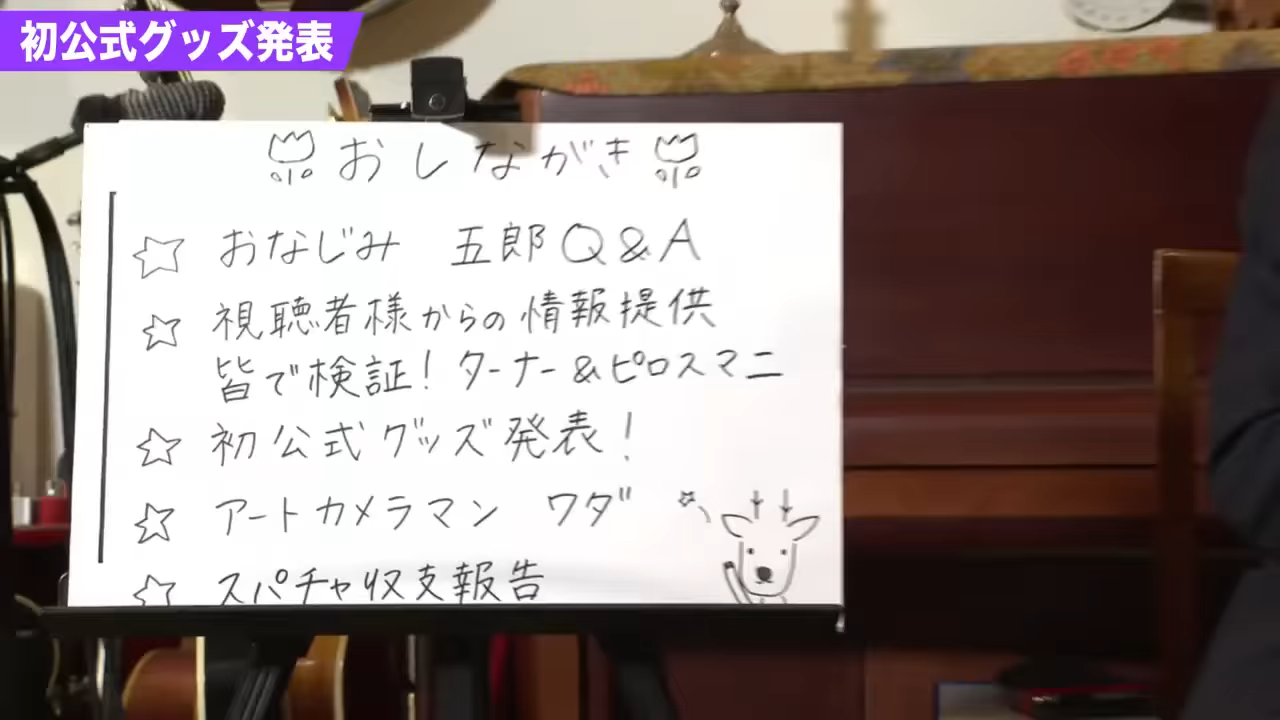 初公式グッズ発表
おしながき
おなじみ 五郎Q&A
視聴者様からの情報提供
皆で検証!ターナー&ピロスマニ
初公式グッズ発表!
アートカメラマン ワダ
スパチャ収支報告